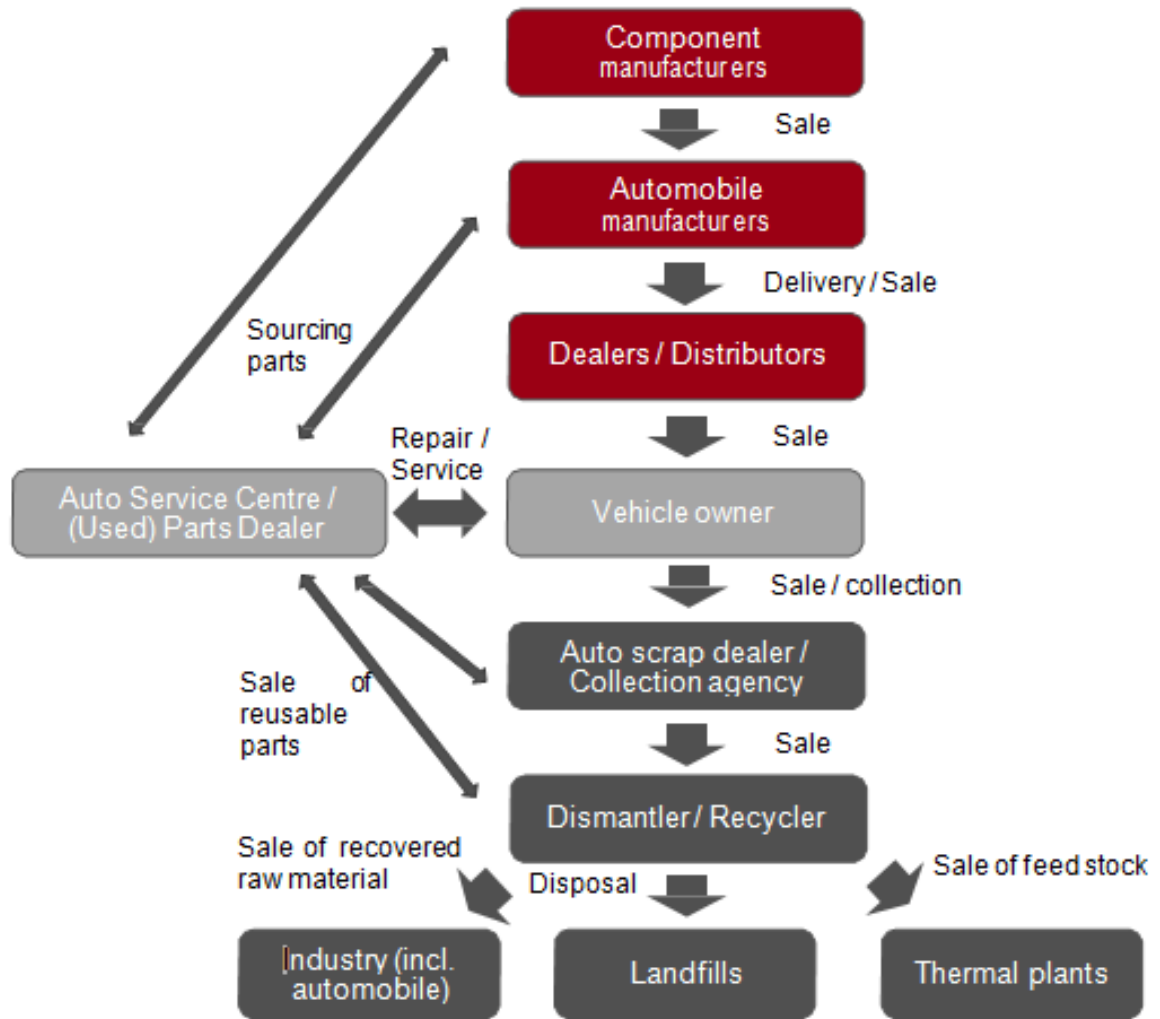 Component
manufacturers
Sale
Automobile
manufacturers
Delivery / Sale
Sourcing
parts
Dealers / Distributors
Sale
Repair /
Service
Auto Service Centre /
(Used) Parts Dealer
Vehicle owner
Sale / collection
Auto scrap dealer /
Collection agency
Sale of
reusable
parts
Sale
Dismantler / Recycler
Sale of recovered
raw material
Disposal
Sale of feed stock
Industry (incl.
automobile)
Landfills
Thermal plants